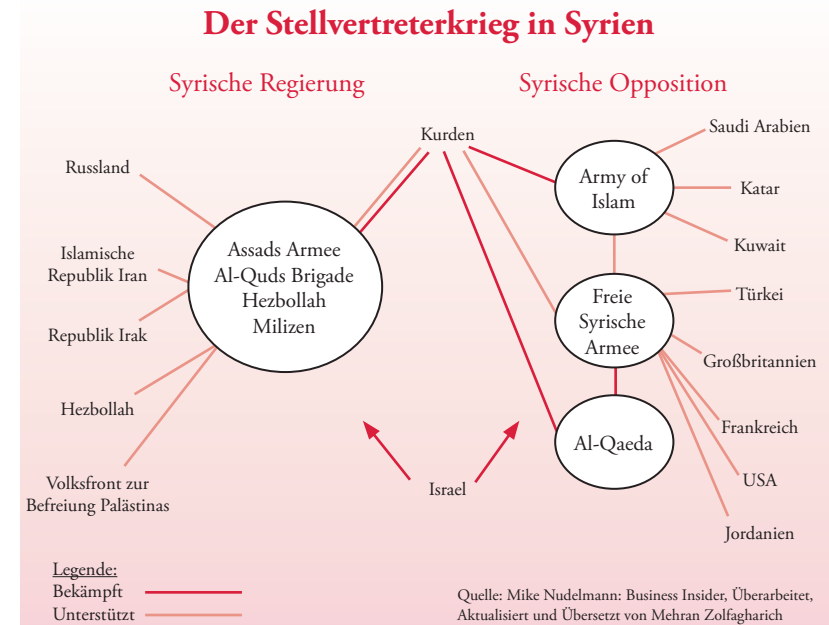 Der Stellvertreterkrieg in Syrien
Syrische Regierung
Syrische Opposition
Kurden
Russland
Islamische
Republik Iran
Republik Irak
Hezbollah
Volksfront zur
Befreiung Palästinas
Assads Armee
Al-Quds Brigade
Hezbollah
Milizen
Israel
Army of
Islam
Freie
Syrische
Armee
Al-Qaeda
Saudi Arabien
Katar
Kuwait
Türkei
Großbritannien
Frankreich
USA
Jordanien
Legende:
Bekämpft
Unterstützt
Quelle: Mike Nudelmann: Business Insider, Überarbeitet,
Aktualisiert und Übersetzt von Mehran Zolfagharich